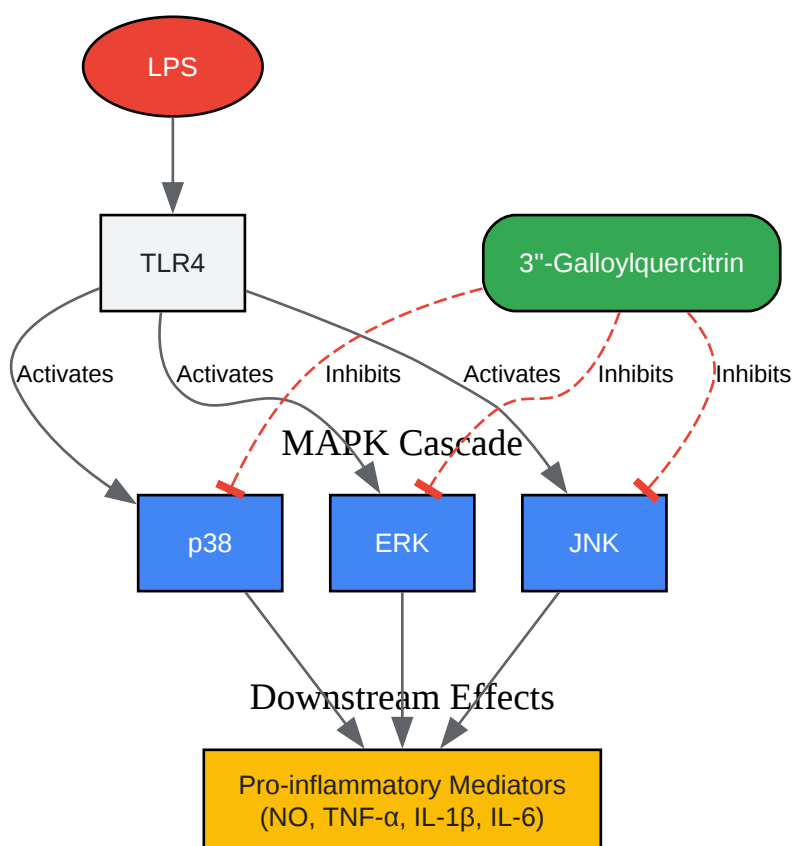 LPS
TLR4
3''-Galloylquercitrin
Activates
Activates
Inhibits
Activates
Inhibits
Inhibits
MAPK Cascade
p38
ERK
JNK
Downstream Effects
Pro-inflammatory Mediators
(NO, TNF-α, IL-1β, IL-6)